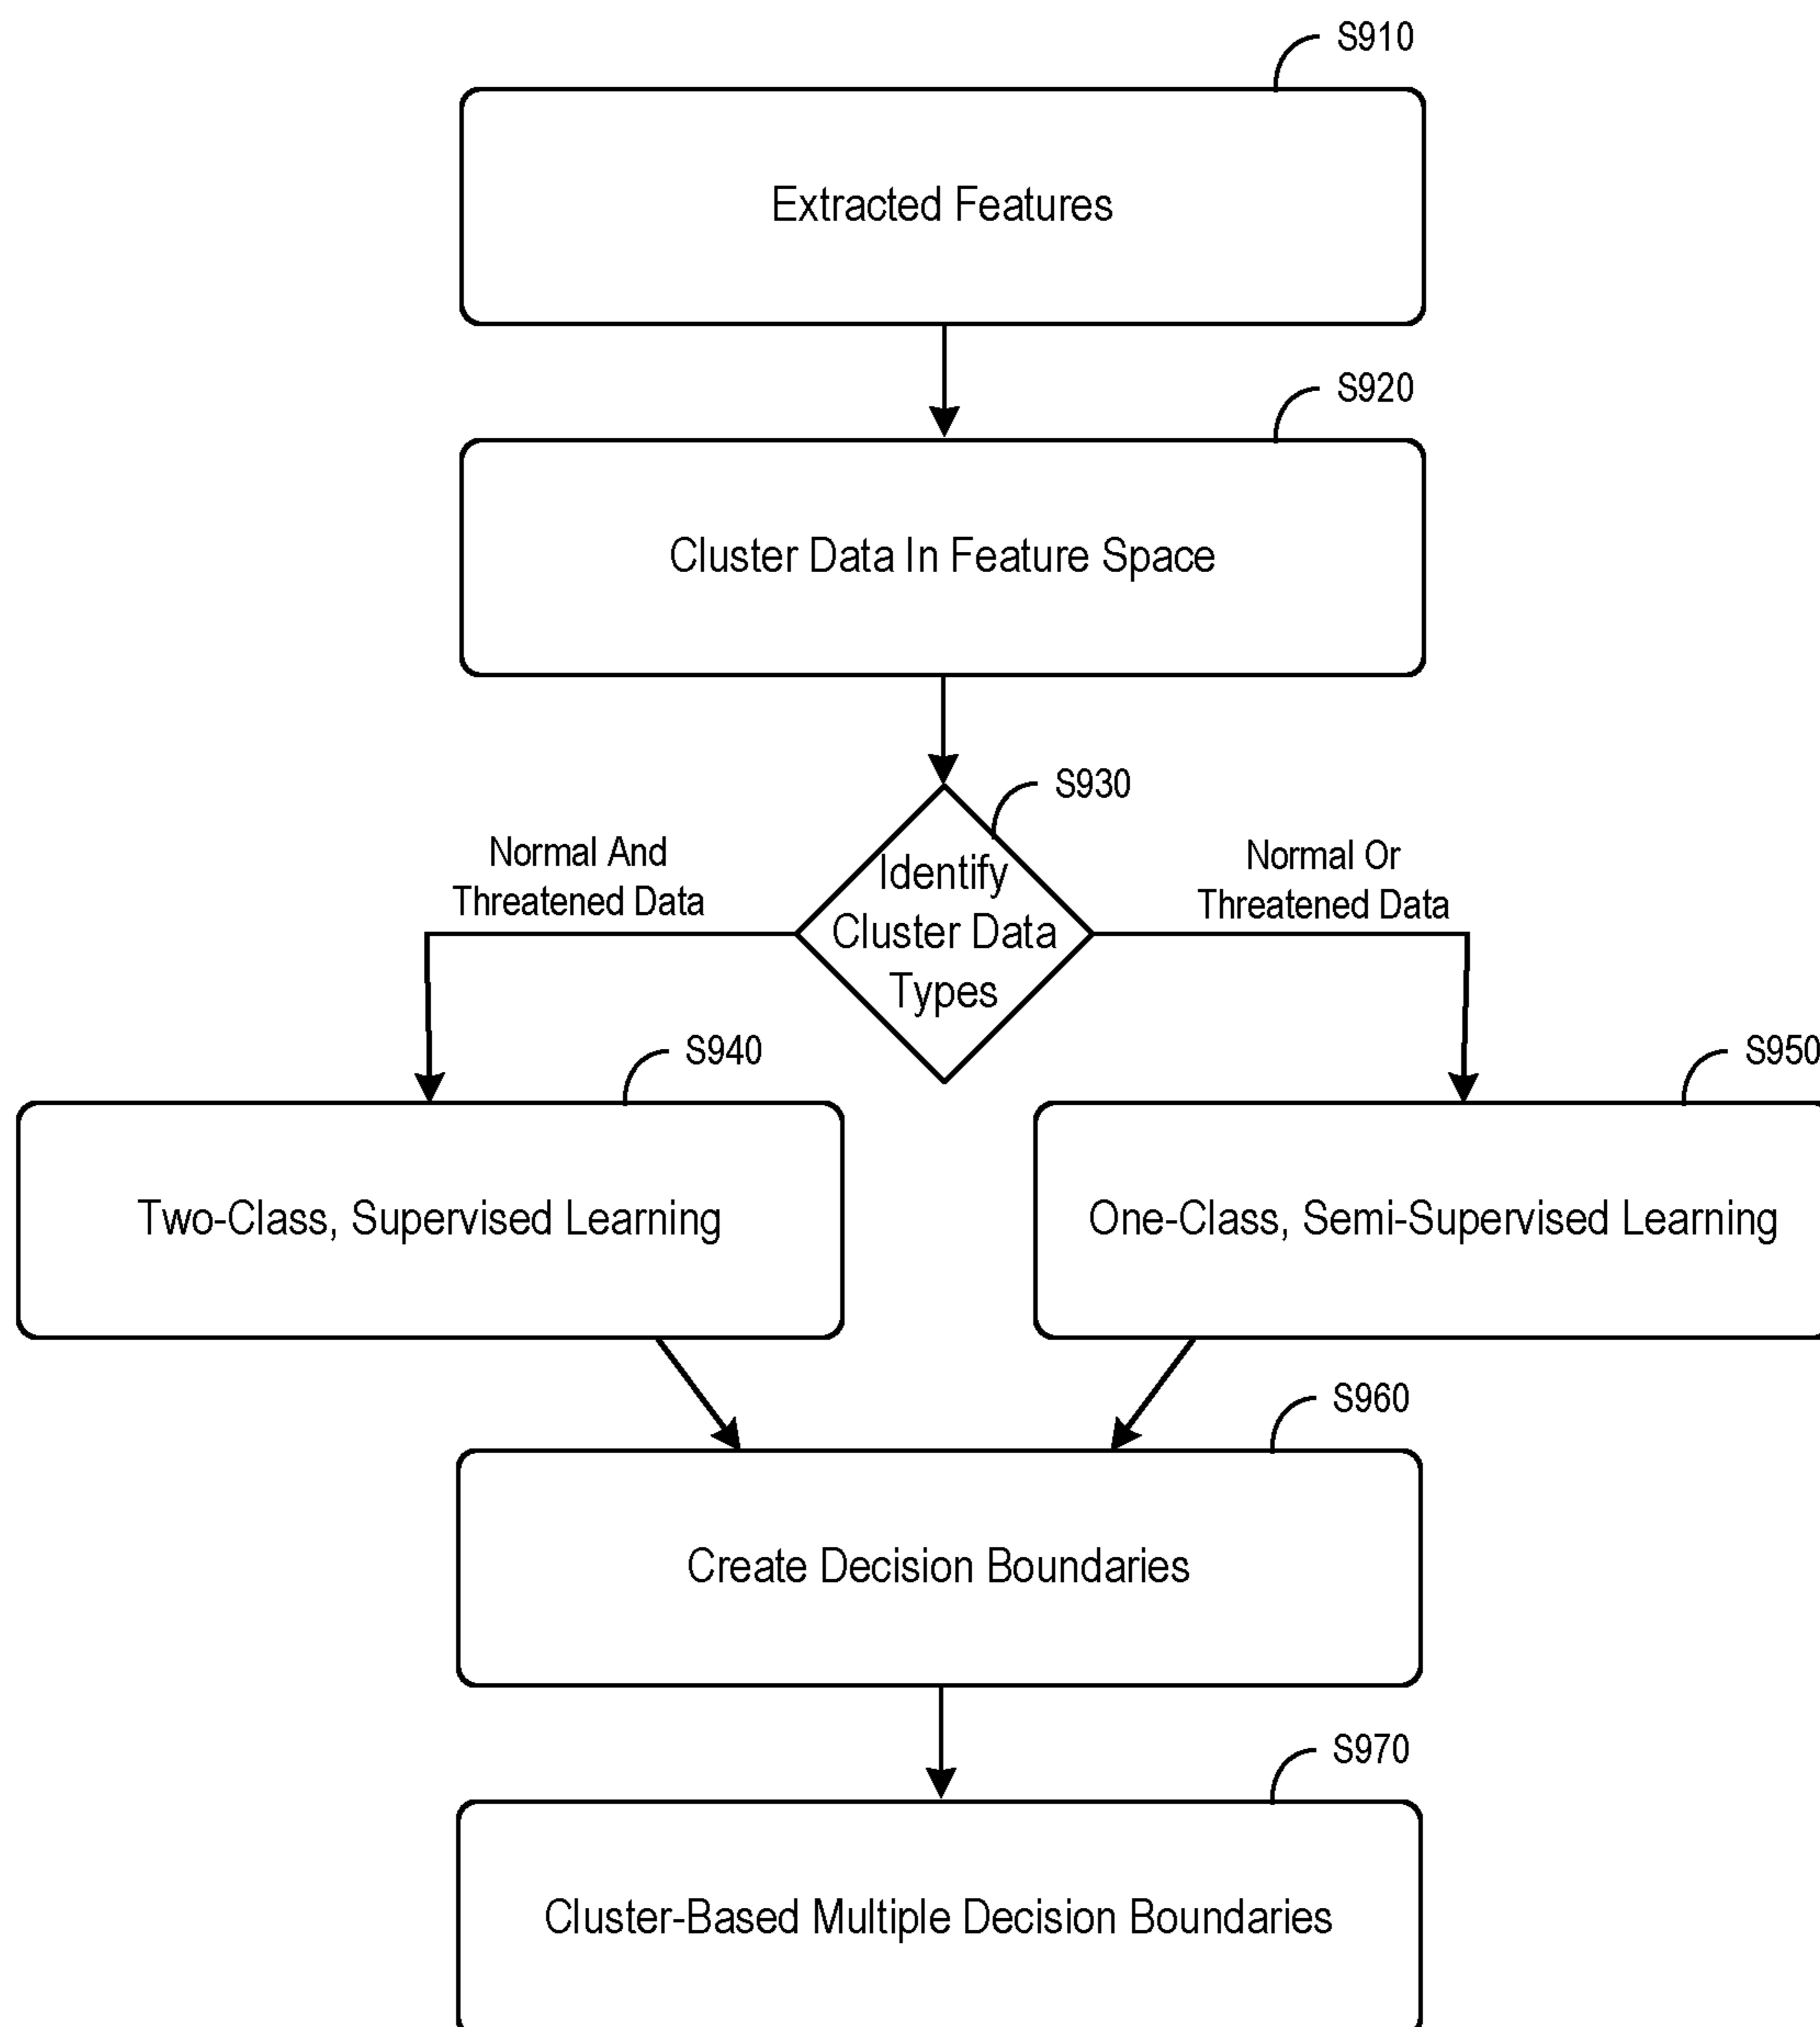 S910
Extracted Features
S920
Cluster Data In Feature Space
S930
Normal And
Threatened Data
Identify
Cluster Data
Types
Normal Or
Threatened Data
S940
S950
Two-Class, Supervised Learning
One-Class, Semi-Supervised Learning
S960
Create Decision Boundaries
S970
Cluster-Based Multiple Decision Boundaries